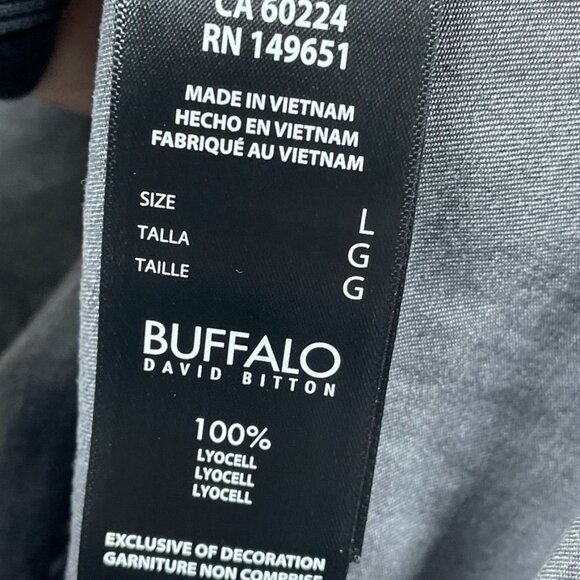 CA 60224
RN 149651
MADE IN VIETNAM
HECHO EN VIETNAM
FABRIQUÉ AU VIETNAM
SIZE L
TALLA G
TAILLE G
BUFFALO
DAVID BITTON
100%
LYOCELL
LYOCELL
LYOCELL
EXCLUSIVE OF DECORATION
GARNITURE NON COMPRISE